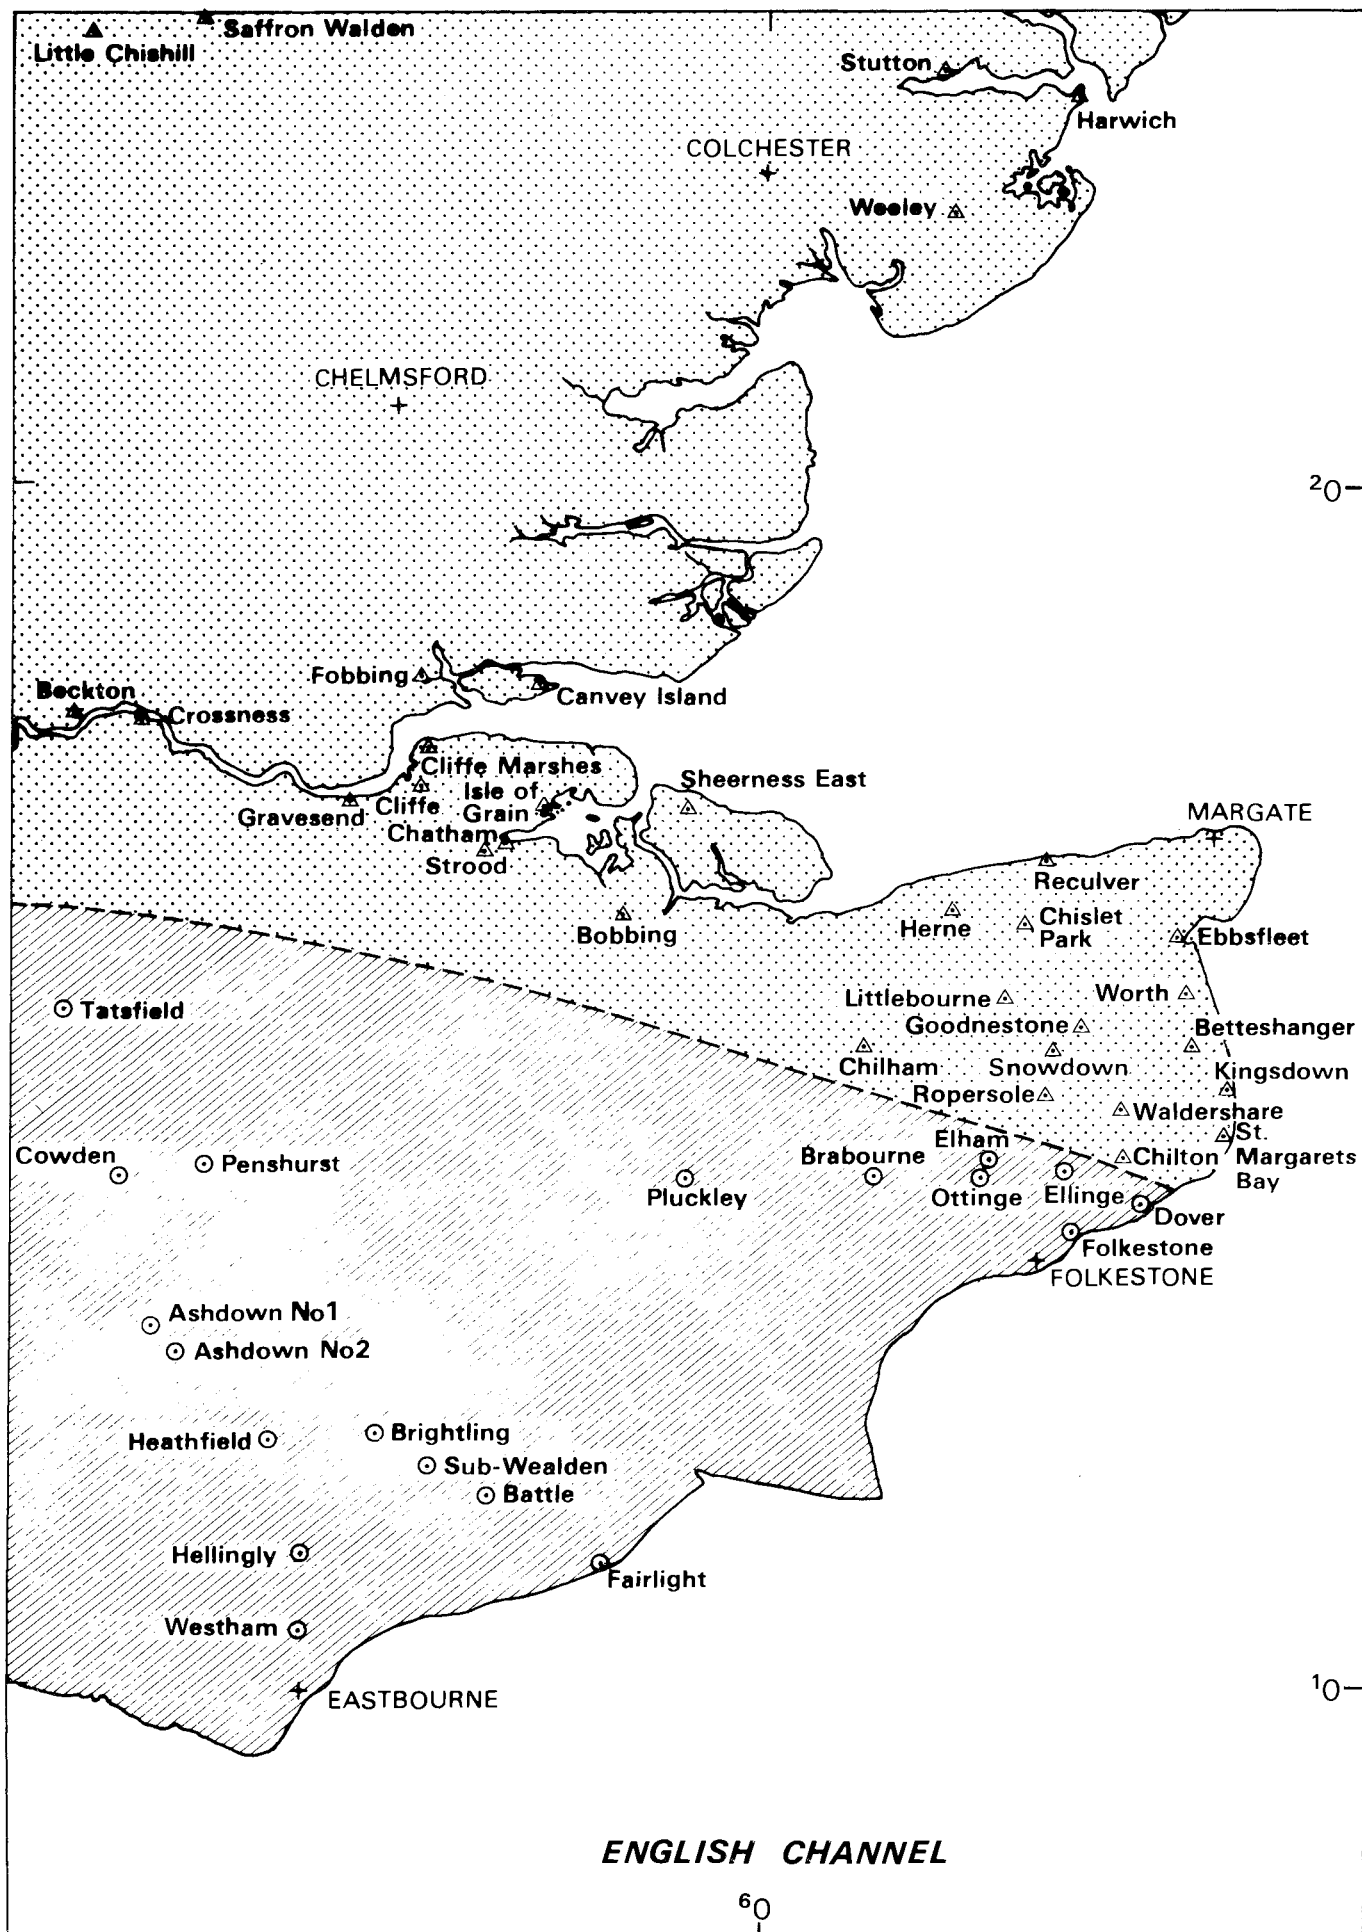 Saffron Walden
Little Chishill
Stutton
Harwich
COLCHESTER
Weeley
CHELMSFORD
20
Fobbing
Canvey Island
Beckton
Crossness
Cliffe Marshes
Sheerness East
Isle of
Grain
Cliffe
Gravesend
Chatham
Strood
MARGATE
Reculver
Bobbing
Herne
Chislet
Park
Ebbsfleet
Tatsfield
Littlebourne
Worth
Goodnestone
Betteshanger
Chilham
Snowdown
Kingsdown
Ropersole
Waldershare
St.
Margarets
Bay
Elham
Chilton
Cowden
Penshurst
Brabourne
Pluckley
Ottinge
Ellinge
Dover
Folkestone
FOLKESTONE
Ashdown No1
Ashdown No2
Heathfield
Brightling
Sub-Wealden
Battle
Hellingly
Fairlight
Westham
EASTBOURNE
10
ENGLISH CHANNEL
60